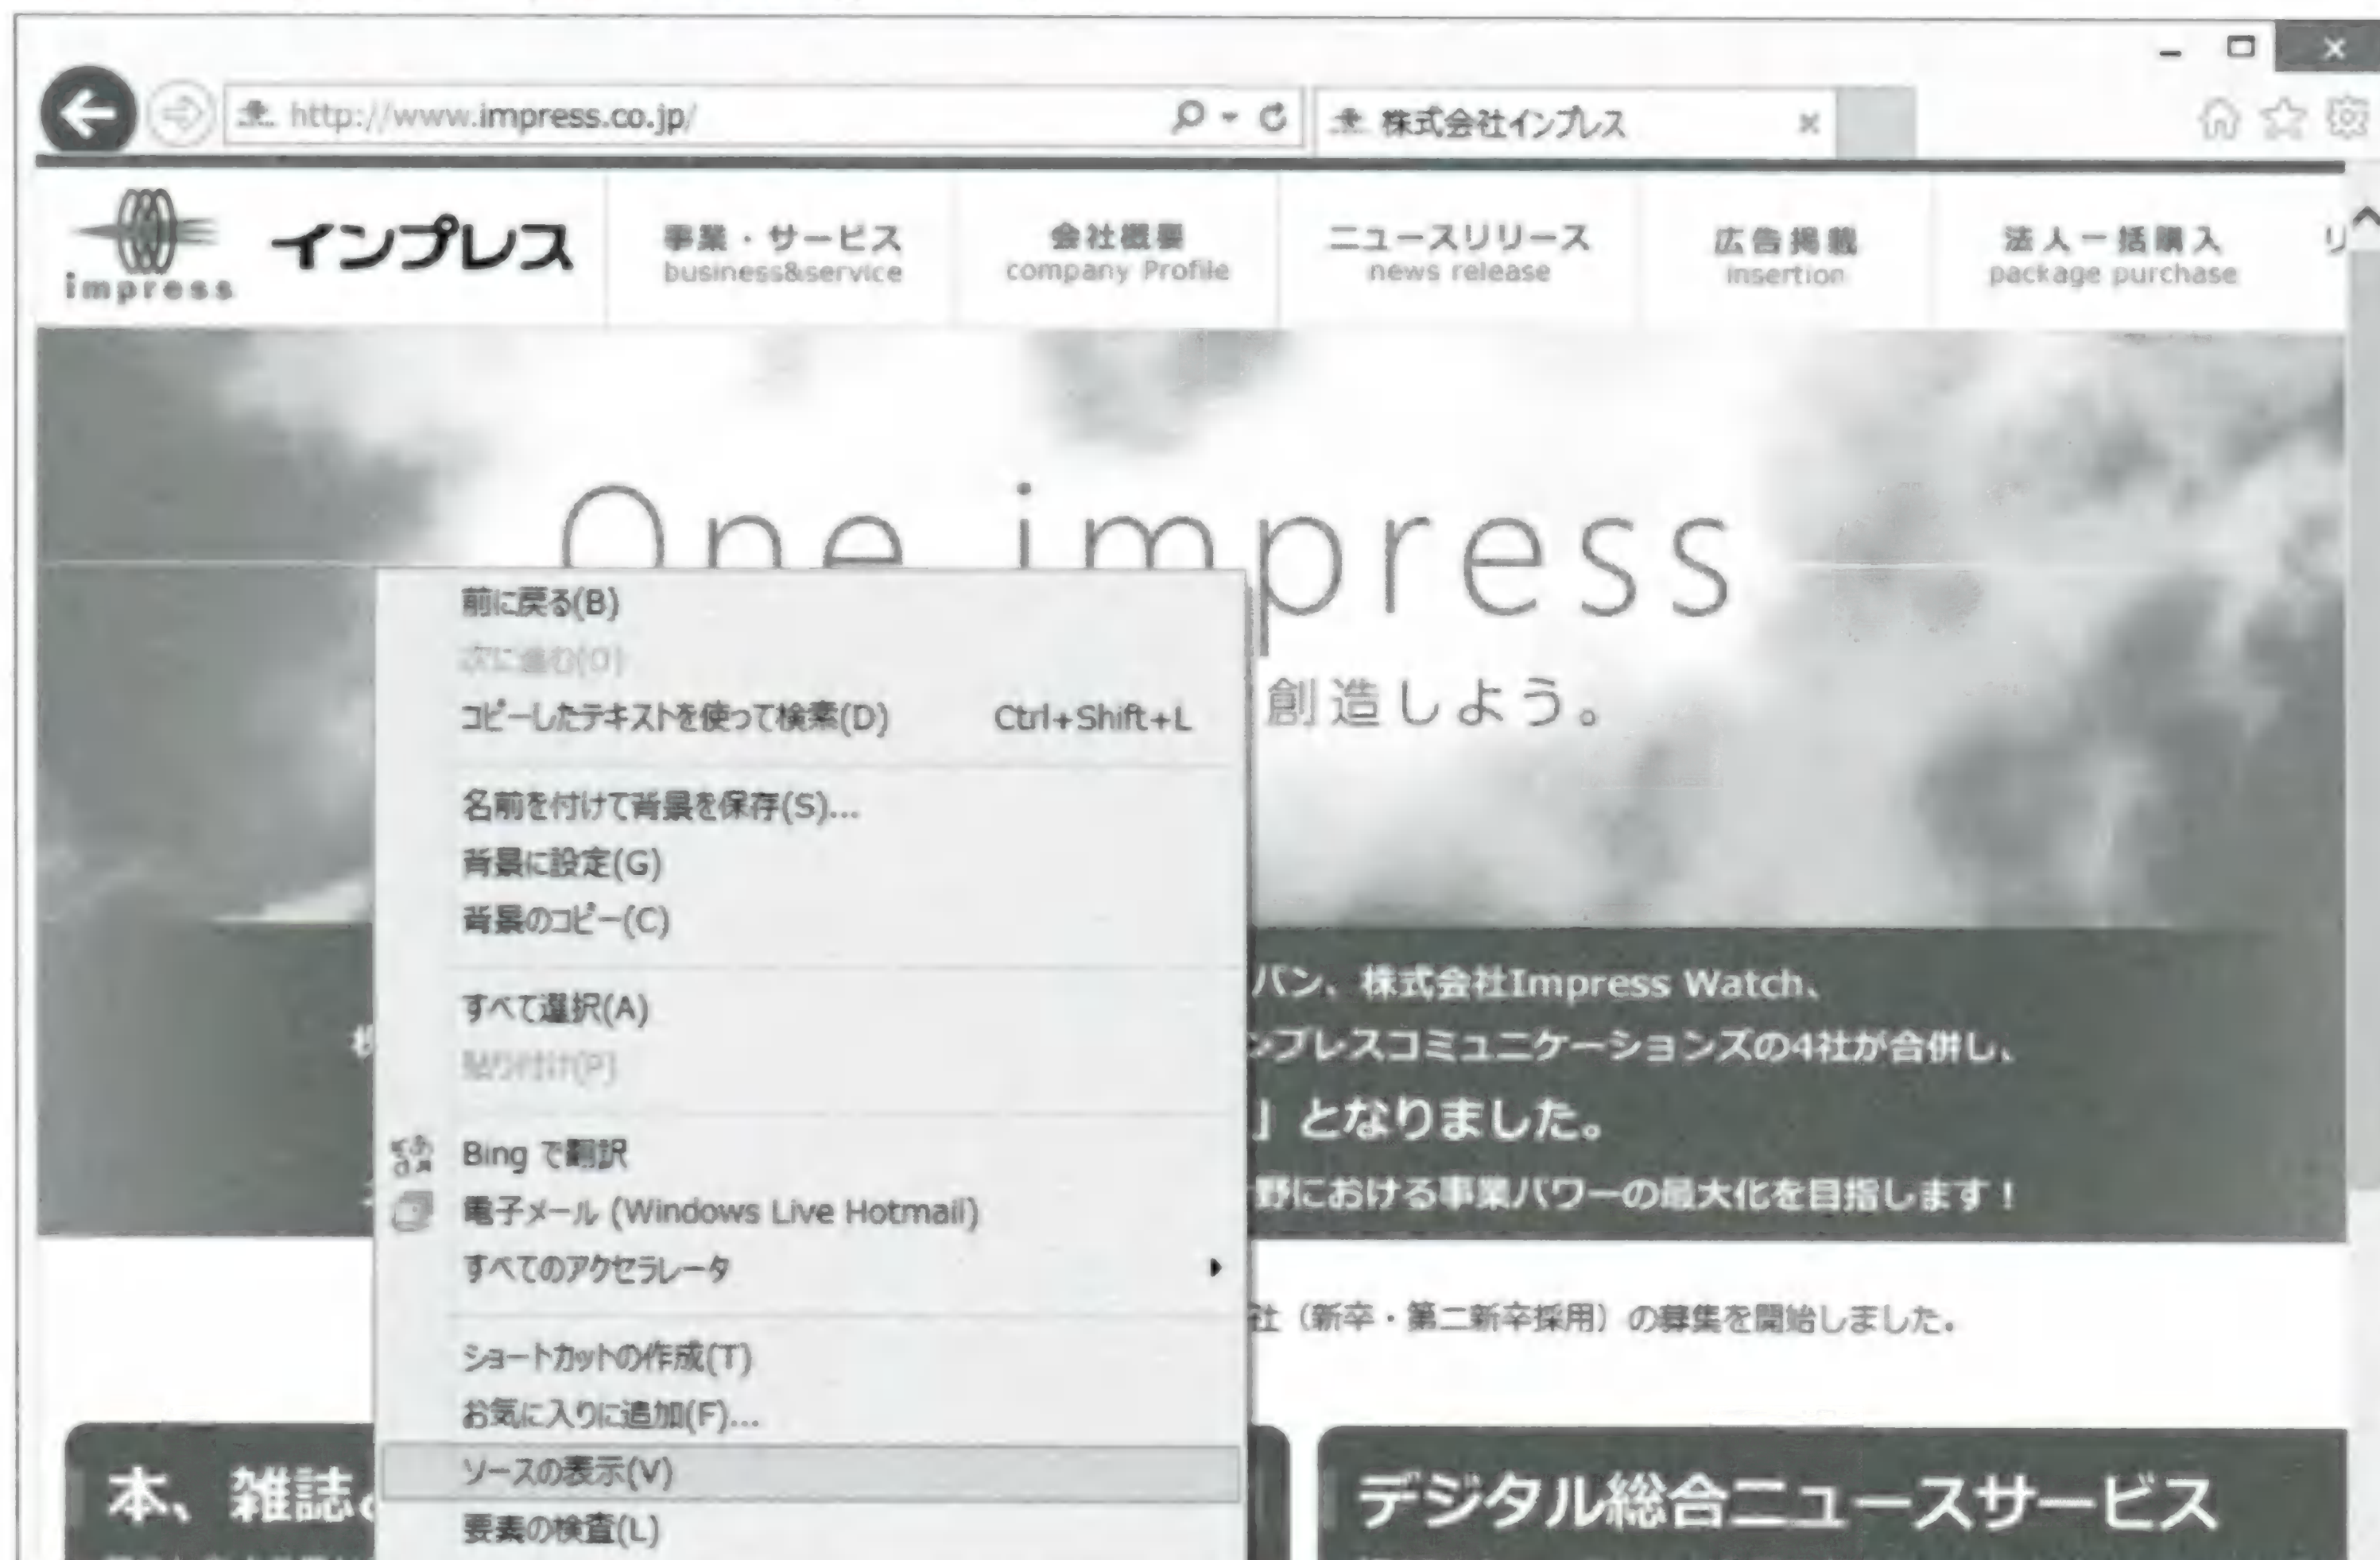 http://www.impress.co.jp/
株式会社インプレス
impress
インプレス
事業・サービス
business&service
会社概要
company Profile
ニュースリリース
news release
広告掲載
insertion
法人一括購入
package purchase
リ
One impress
創造しよう。
前に戻る(B)
次に進む(O)
コピーしたテキストを使って検索(D) Ctrl+Shift+L
名前を付けて背景を保存(S)...
背景に設定(G)
背景のコピー(C)
すべて選択(A)
貼り付け(P)
Bing で翻訳
電子メール (Windows Live Hotmail)
すべてのアクセラレータ
ショートカットの作成(T)
お気に入りに追加(F)...
ソースの表示(V)
要素の検査(L)
パン、株式会社Impress Watch、
ンプレスコミュニケーションズの4社が合併し、
」となりました。
野における事業パワーの最大化を目指します！
社（新卒・第二新卒採用）の募集を開始しました。
本、雑誌
デジタル総合ニュースサービス